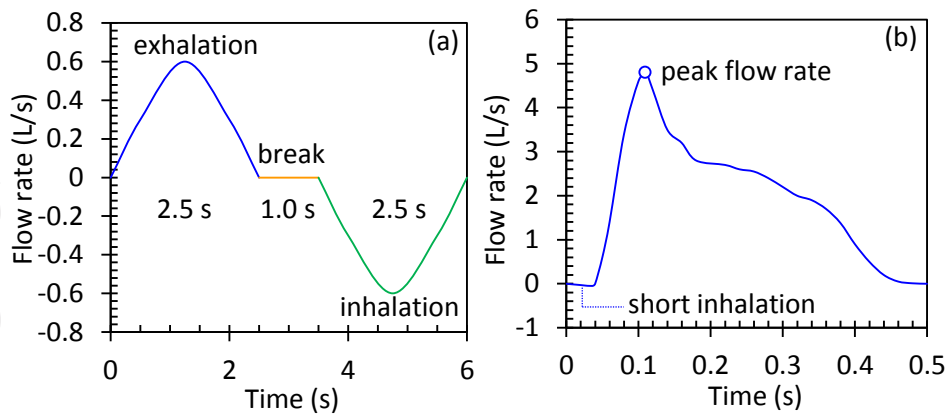 (a)
exhalation
0.8
0.6
0.4
0.2
0
-0.2
-0.4
-0.6
-0.8
Flow rate (L/s)
break
2.5 s
1.0 s
2.5 s
inhalation
0
2
4
6
Time (s)
(b)
6
5
4
3
2
1
0
-1
Flow rate (L/s)
peak flow rate
short inhalation
0
0.1
0.2
0.3
0.4
0.5
Time (s)